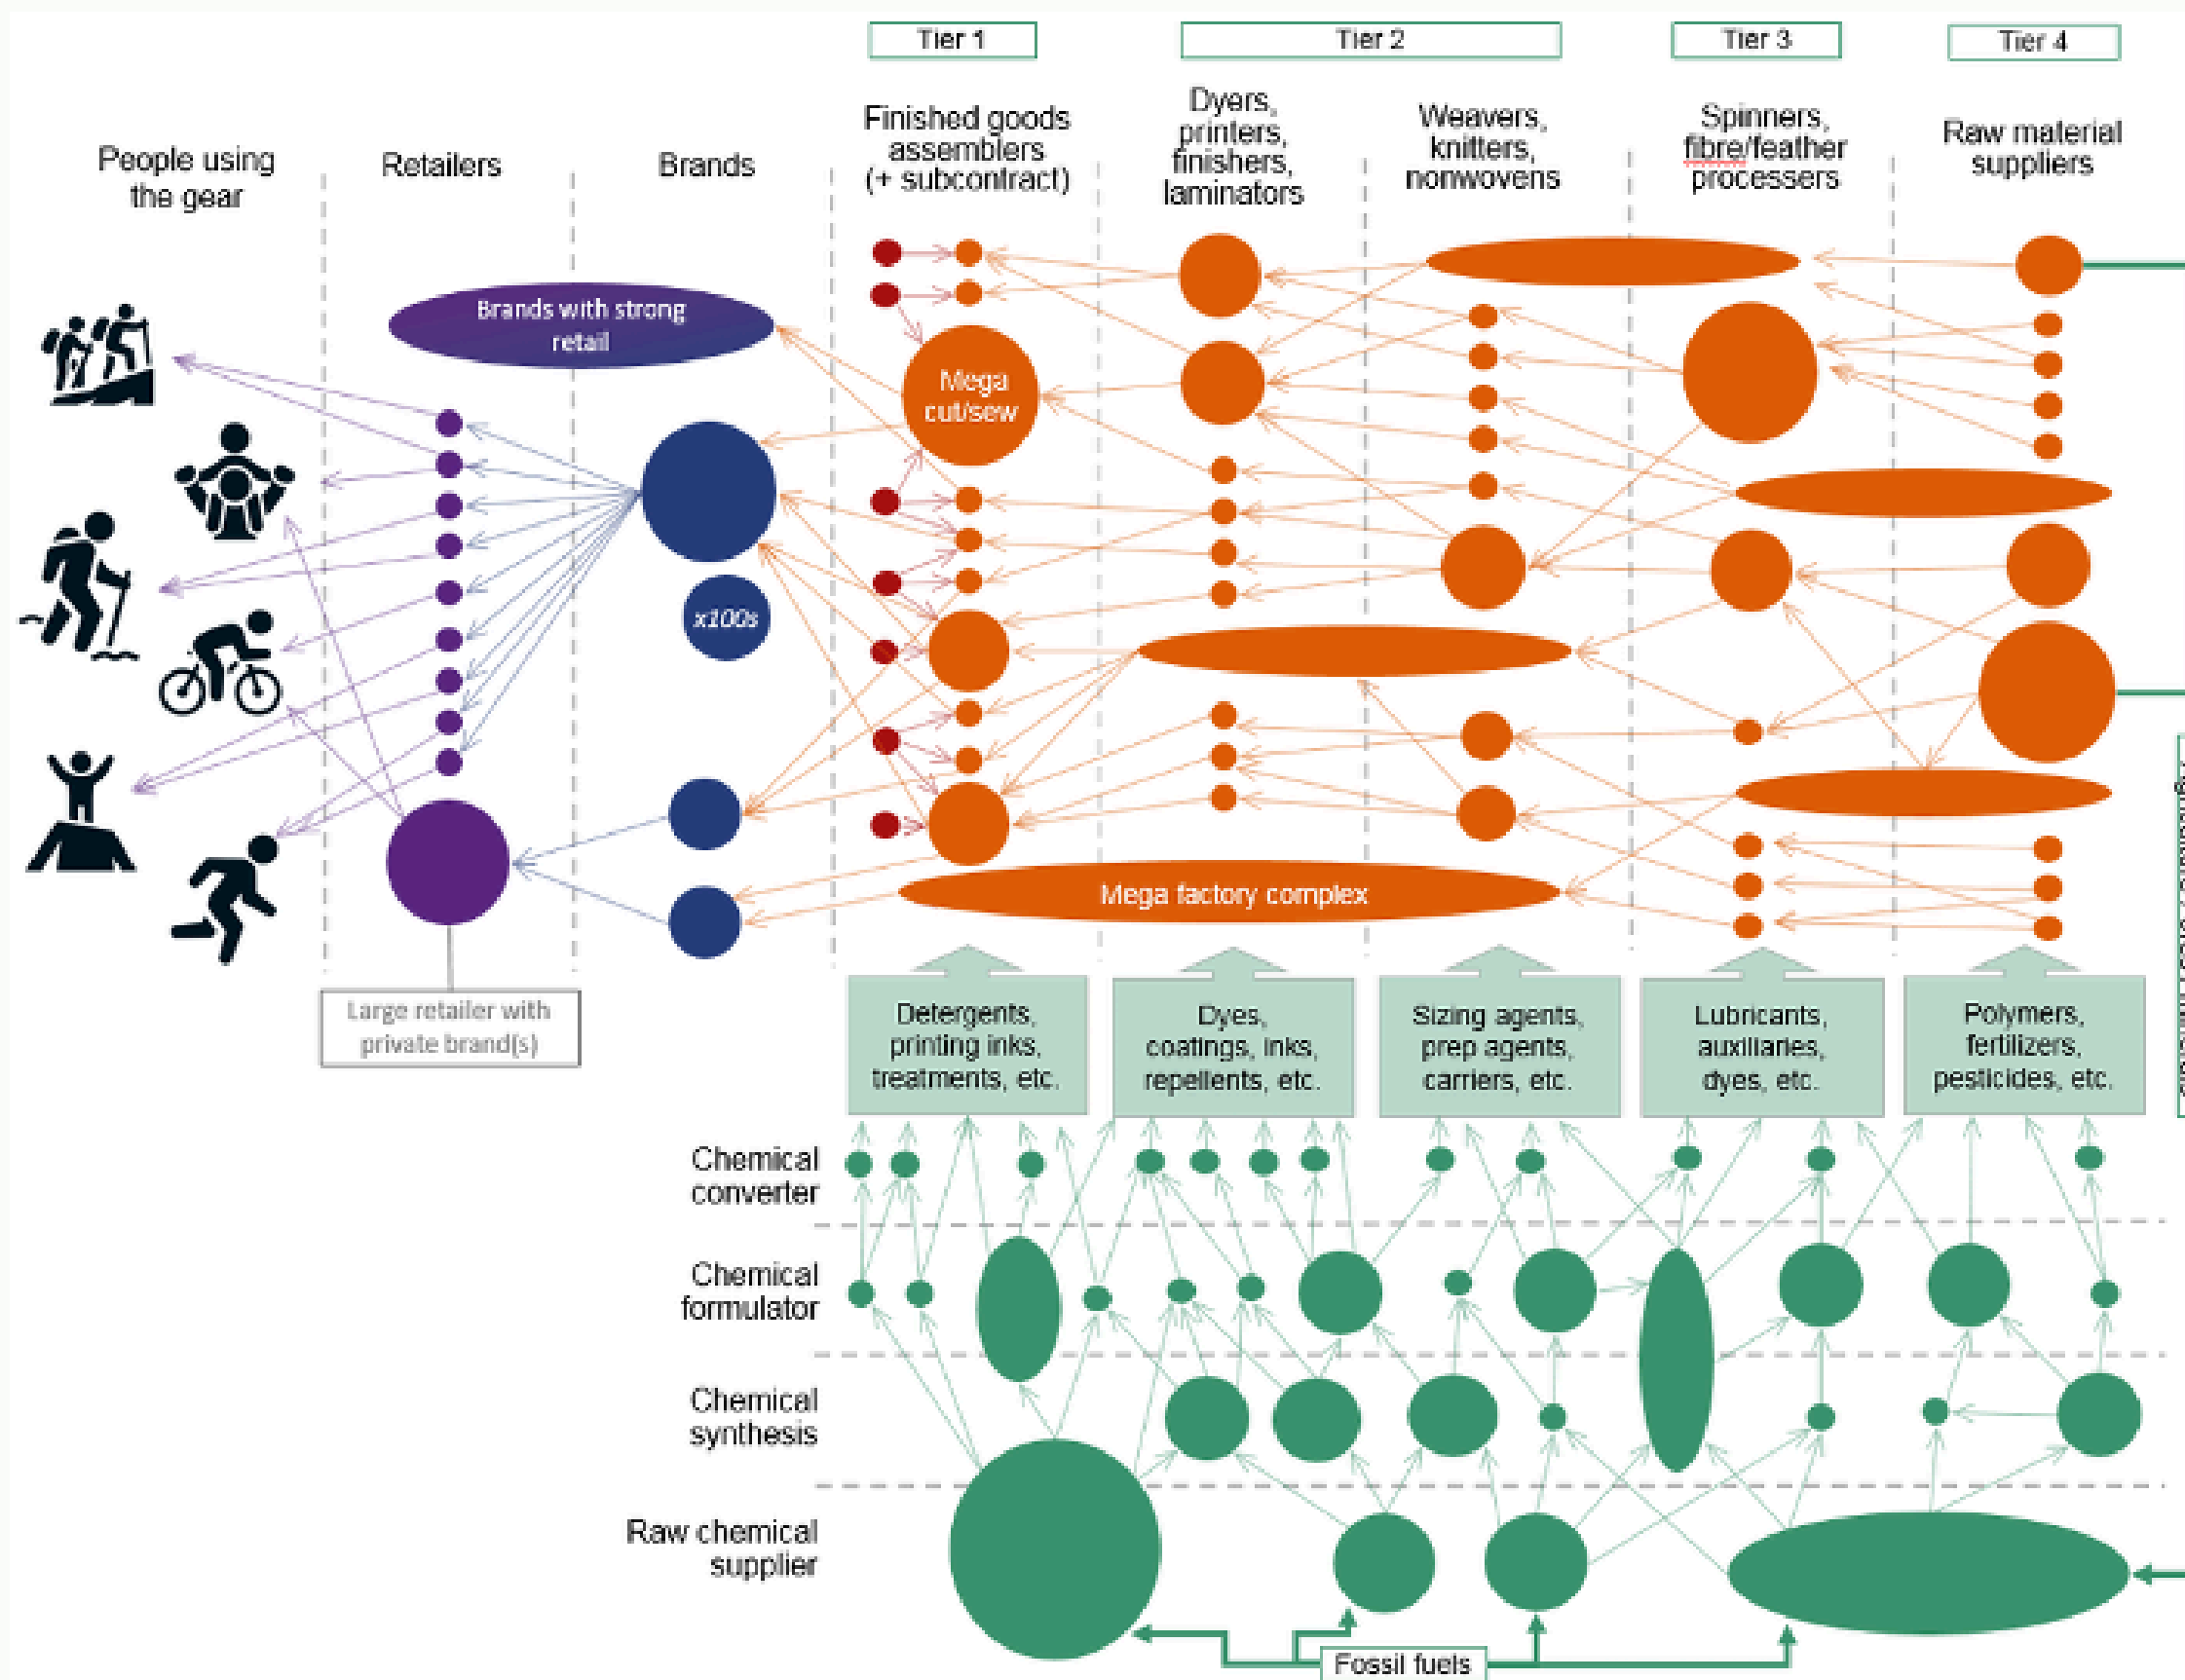 Tier 1
Tier 2
Tier 3
Tier 4
People using
the gear
Retailers
Brands
Finished goods
assemblers
(+ subcontract)
Dyers,
printers,
finishers,
laminators
Weavers,
knitters,
nonwovens
Spinners,
fibre/feather
processers
Raw material
suppliers
Brands with strong
retail
Mega
cut/sew
x100s
Mega factory complex
Large retailer with
private brand(s)
Detergents,
printing inks,
treatments, etc.
Dyes,
coatings, inks,
repellents, etc.
Sizing agents,
prep agents,
carriers, etc.
Lubricants,
auxiliaries,
dyes, etc.
Polymers,
fertilizers,
pesticides, etc.
Chemical
converter
Chemical
formulator
Chemical
synthesis
Raw chemical
supplier
Fossil fuels